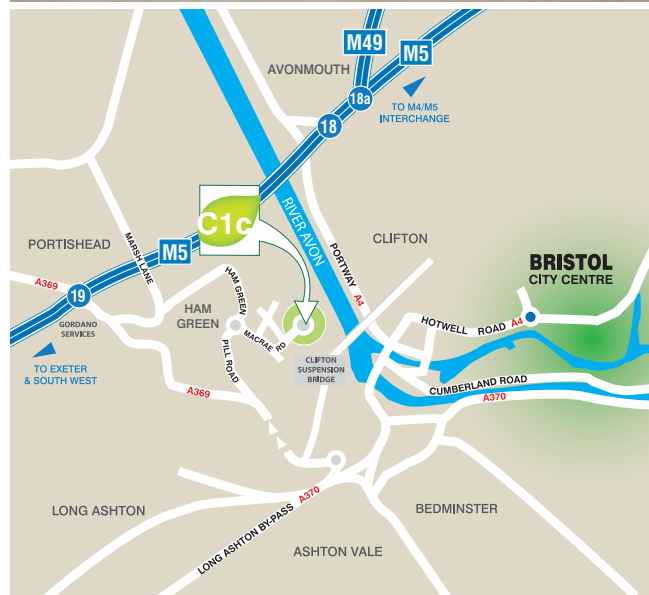 M49
M5
AVONMOUTH
18a
TO M4/M5
INTERCHANGE
18
C1c
RIVER AVON
PORTISHEAD
MARSH LANE
M5
CLIFTON
PORTWAY A4
BRISTOL
CITY CENTRE
A369
19
HAM GREEN
HAM
GREEN
GORDANO
SERVICES
MACRAE RD
HOTWELL ROAD A4
PILL ROAD
TO EXETER
& SOUTH WEST
CLIFTON
SUSPENSION
BRIDGE
A369
CUMBERLAND ROAD
A370
LONG ASHTON
LONG ASHTON BY-PASS A370
BEDMINSTER
ASHTON VALE